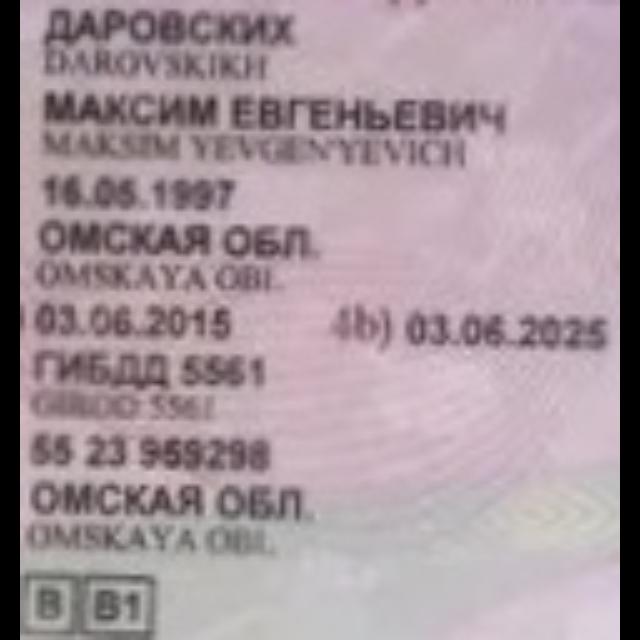 ДАРОВСКИХ
DAROVSKIKH
МАКСИМ ЕВГЕНЬЕВИЧ
MAKSIM YEVGENYEVICH
16.05.1997
ОМСКАЯ ОБЛ.
OMSKAYA OBL.
03.06.2015 4b) 03.06.2025
ГИБДД 5561
GIBDD 5561
55 23 959298
ОМСКАЯ ОБЛ.
OMSKAYA OBL.
B B1